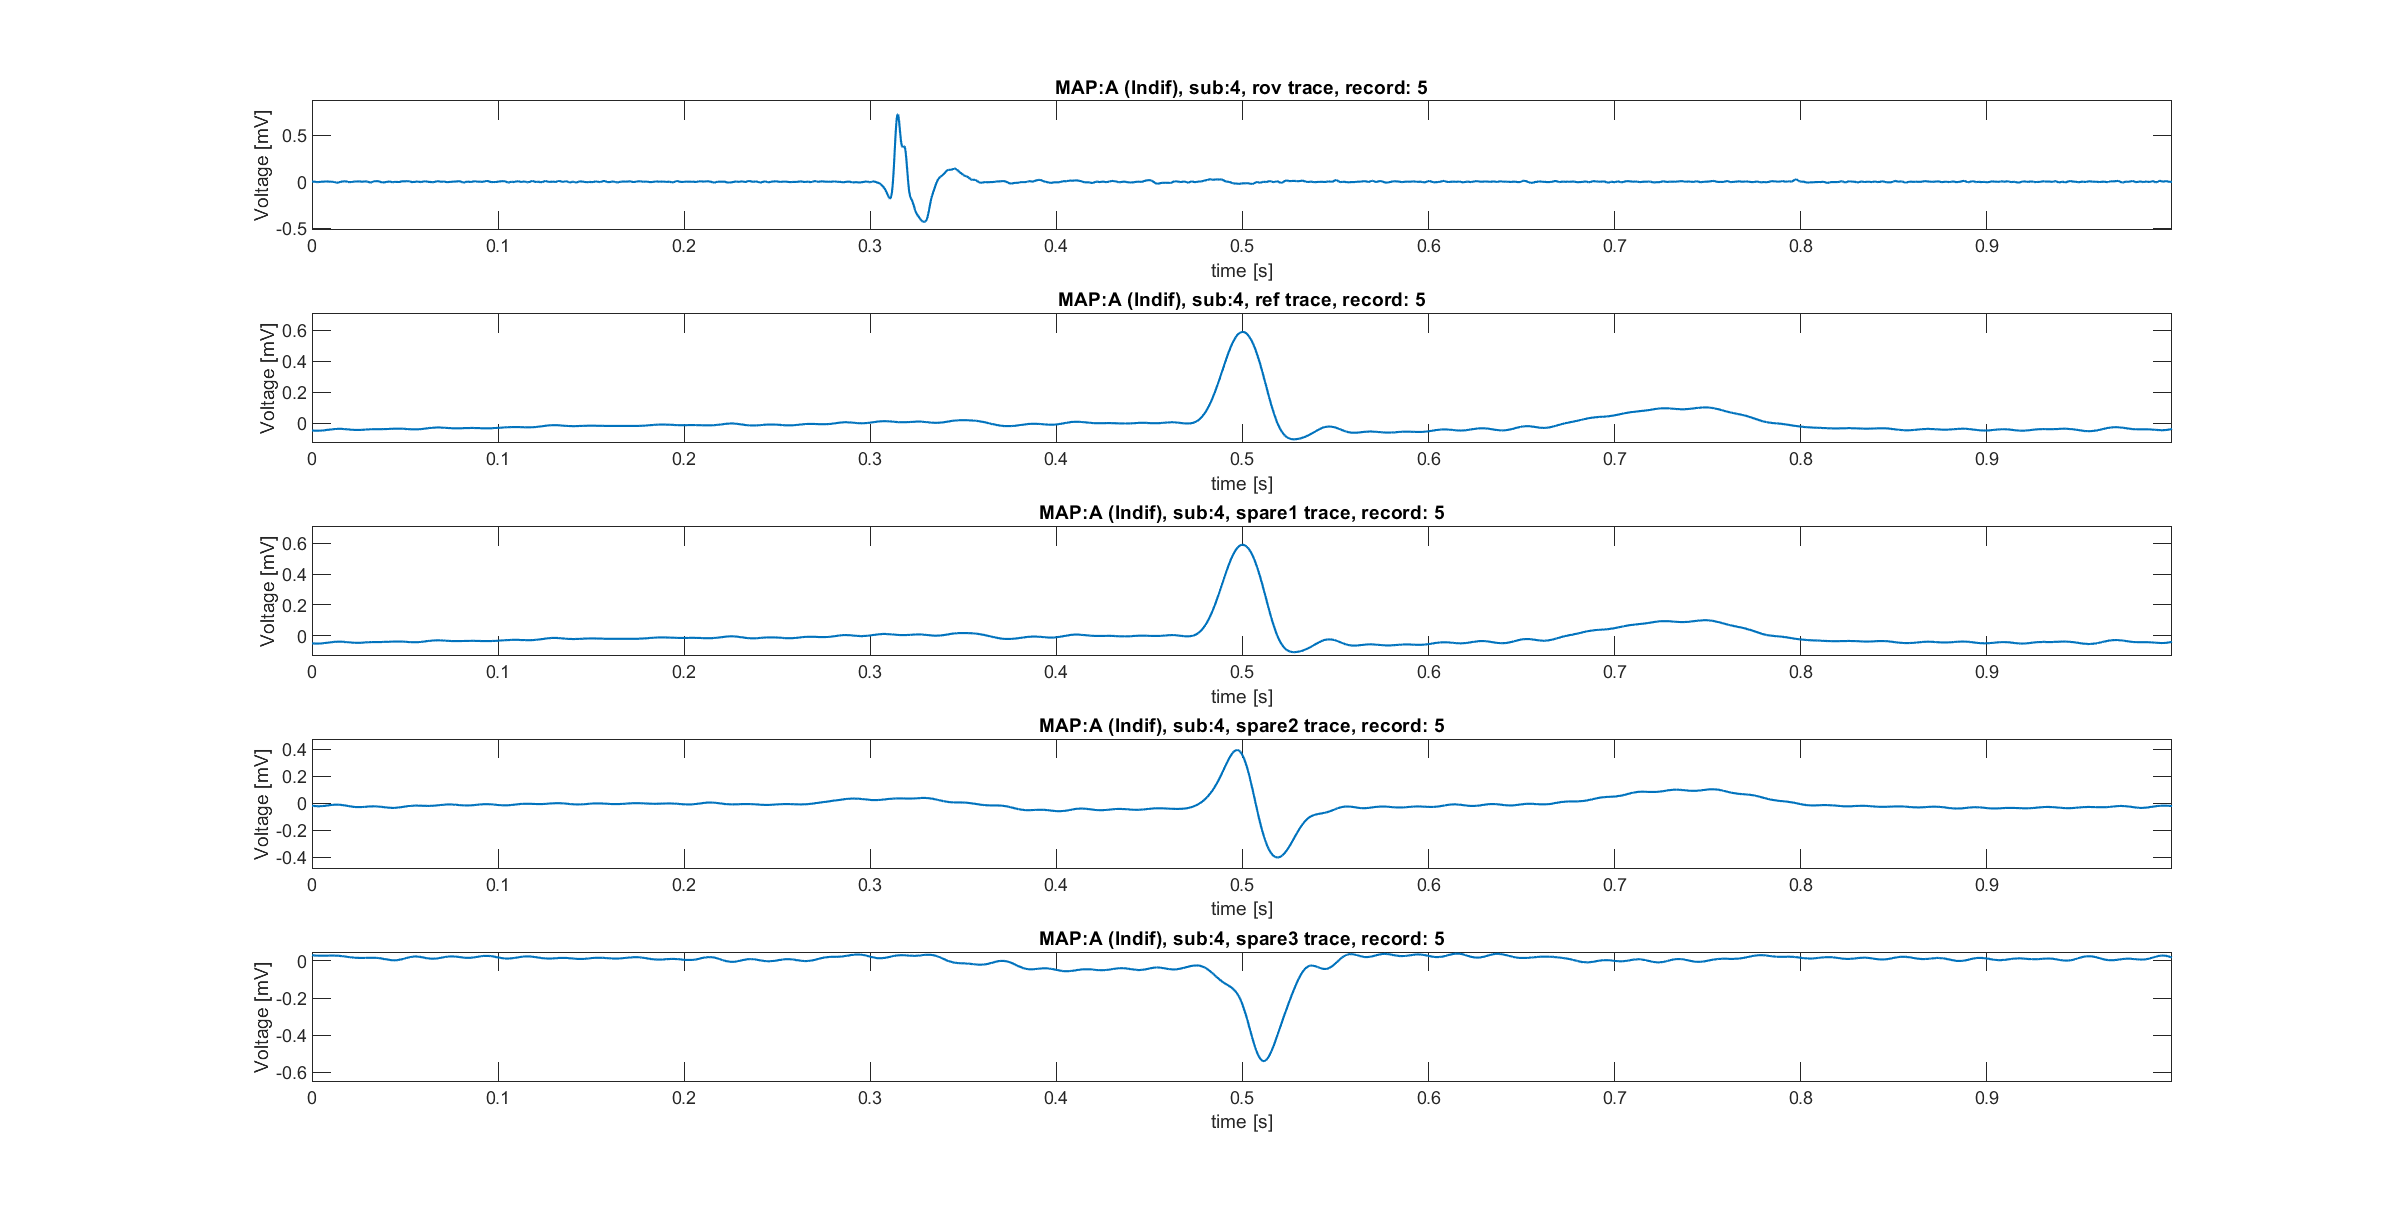 MAP:A (Indif), sub:4, rov trace, record: 5
Voltage [mV]
0.5
0
-0.5
0 0.1 0.2 0.3 0.4 0.5 0.6 0.7 0.8 0.9
time [s]
MAP:A (Indif), sub:4, ref trace, record: 5
Voltage [mV]
0.6
0.4
0.2
0
0 0.1 0.2 0.3 0.4 0.5 0.6 0.7 0.8 0.9
time [s]
MAP:A (Indif), sub:4, spare1 trace, record: 5
Voltage [mV]
0.6
0.4
0.2
0
0 0.1 0.2 0.3 0.4 0.5 0.6 0.7 0.8 0.9
time [s]
MAP:A (Indif), sub:4, spare2 trace, record: 5
Voltage [mV]
0.4
0.2
0
-0.2
-0.4
0 0.1 0.2 0.3 0.4 0.5 0.6 0.7 0.8 0.9
time [s]
MAP:A (Indif), sub:4, spare3 trace, record: 5
Voltage [mV]
0
-0.2
-0.4
-0.6
0 0.1 0.2 0.3 0.4 0.5 0.6 0.7 0.8 0.9
time [s]